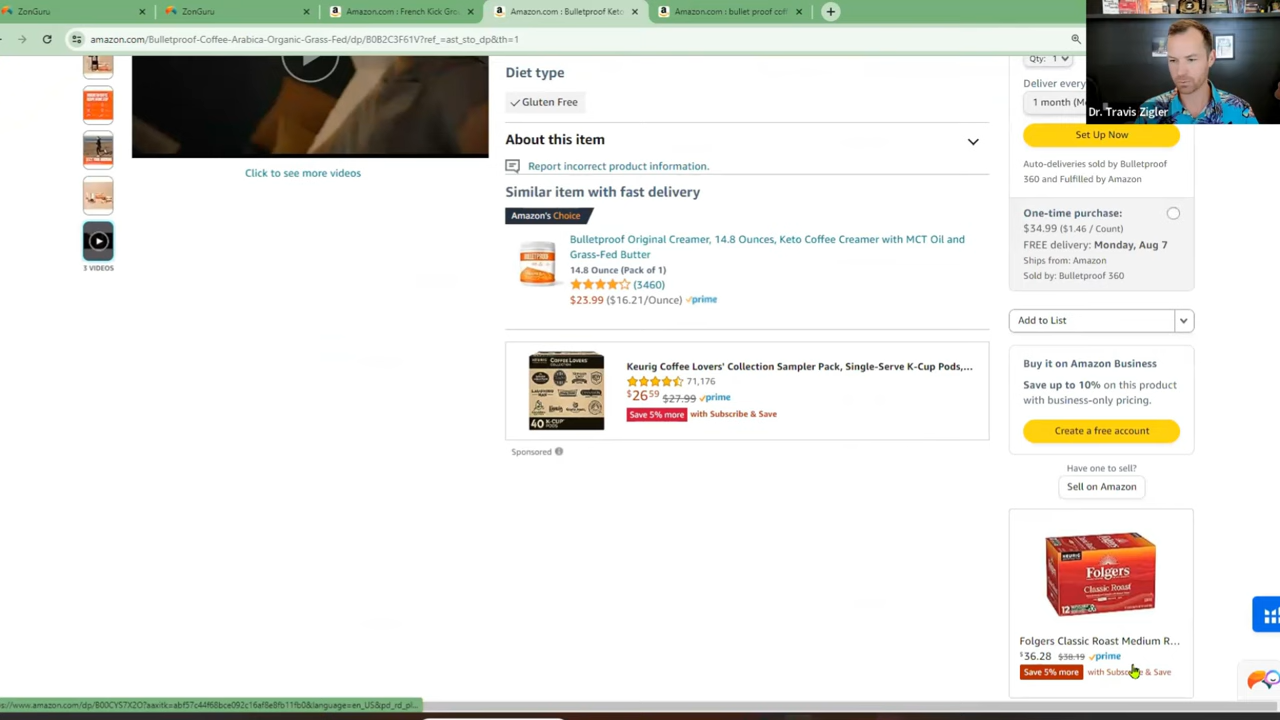 ZonGuru
ZonGuru
Amazon.com : French Kick Gro
Amazon.com : Bulletproof Keto
Amazon.com : bullet proof coff
amazon.com/Bulletproof-Coffee-Arabica-Organic-Grass-Fed/dp/B0B2C3F61V?ref_=ast_sto_dp&th=1
Dr. Travis Zigler
3 VIDEOS
Click to see more videos
Diet type
Gluten Free
About this item
Report incorrect product information.
Similar item with fast delivery
Amazon's Choice
Bulletproof Original Creamer, 14.8 Ounces, Keto Coffee Creamer with MCT Oil and
Grass-Fed Butter
14.8 Ounce (Pack of 1)
(3460)
$23.99 ($16.21/Ounce) prime
COFFEE LOVERS'
COLLECTION
40 K-CUP PODS
Keurig Coffee Lovers' Collection Sampler Pack, Single-Serve K-Cup Pods,...
71,176
$26 59 $27.99 prime
Save 5% more with Subscribe & Save
Sponsored
Qty: 1
Deliver every
1 month (M
Set Up Now
Auto-deliveries sold by Bulletproof
360 and Fulfilled by Amazon
One-time purchase:
$34.99 ($1.46 / Count)
FREE delivery: Monday, Aug 7
Ships from: Amazon
Sold by: Bulletproof 360
Add to List
Buy it on Amazon Business
Save up to 10% on this product
with business-only pricing.
Create a free account
Have one to sell?
Sell on Amazon
Folgers
Classic Roast
12
Folgers Classic Roast Medium R...
$36.28 $38.19 prime
Save 5% more with Subscribe & Save